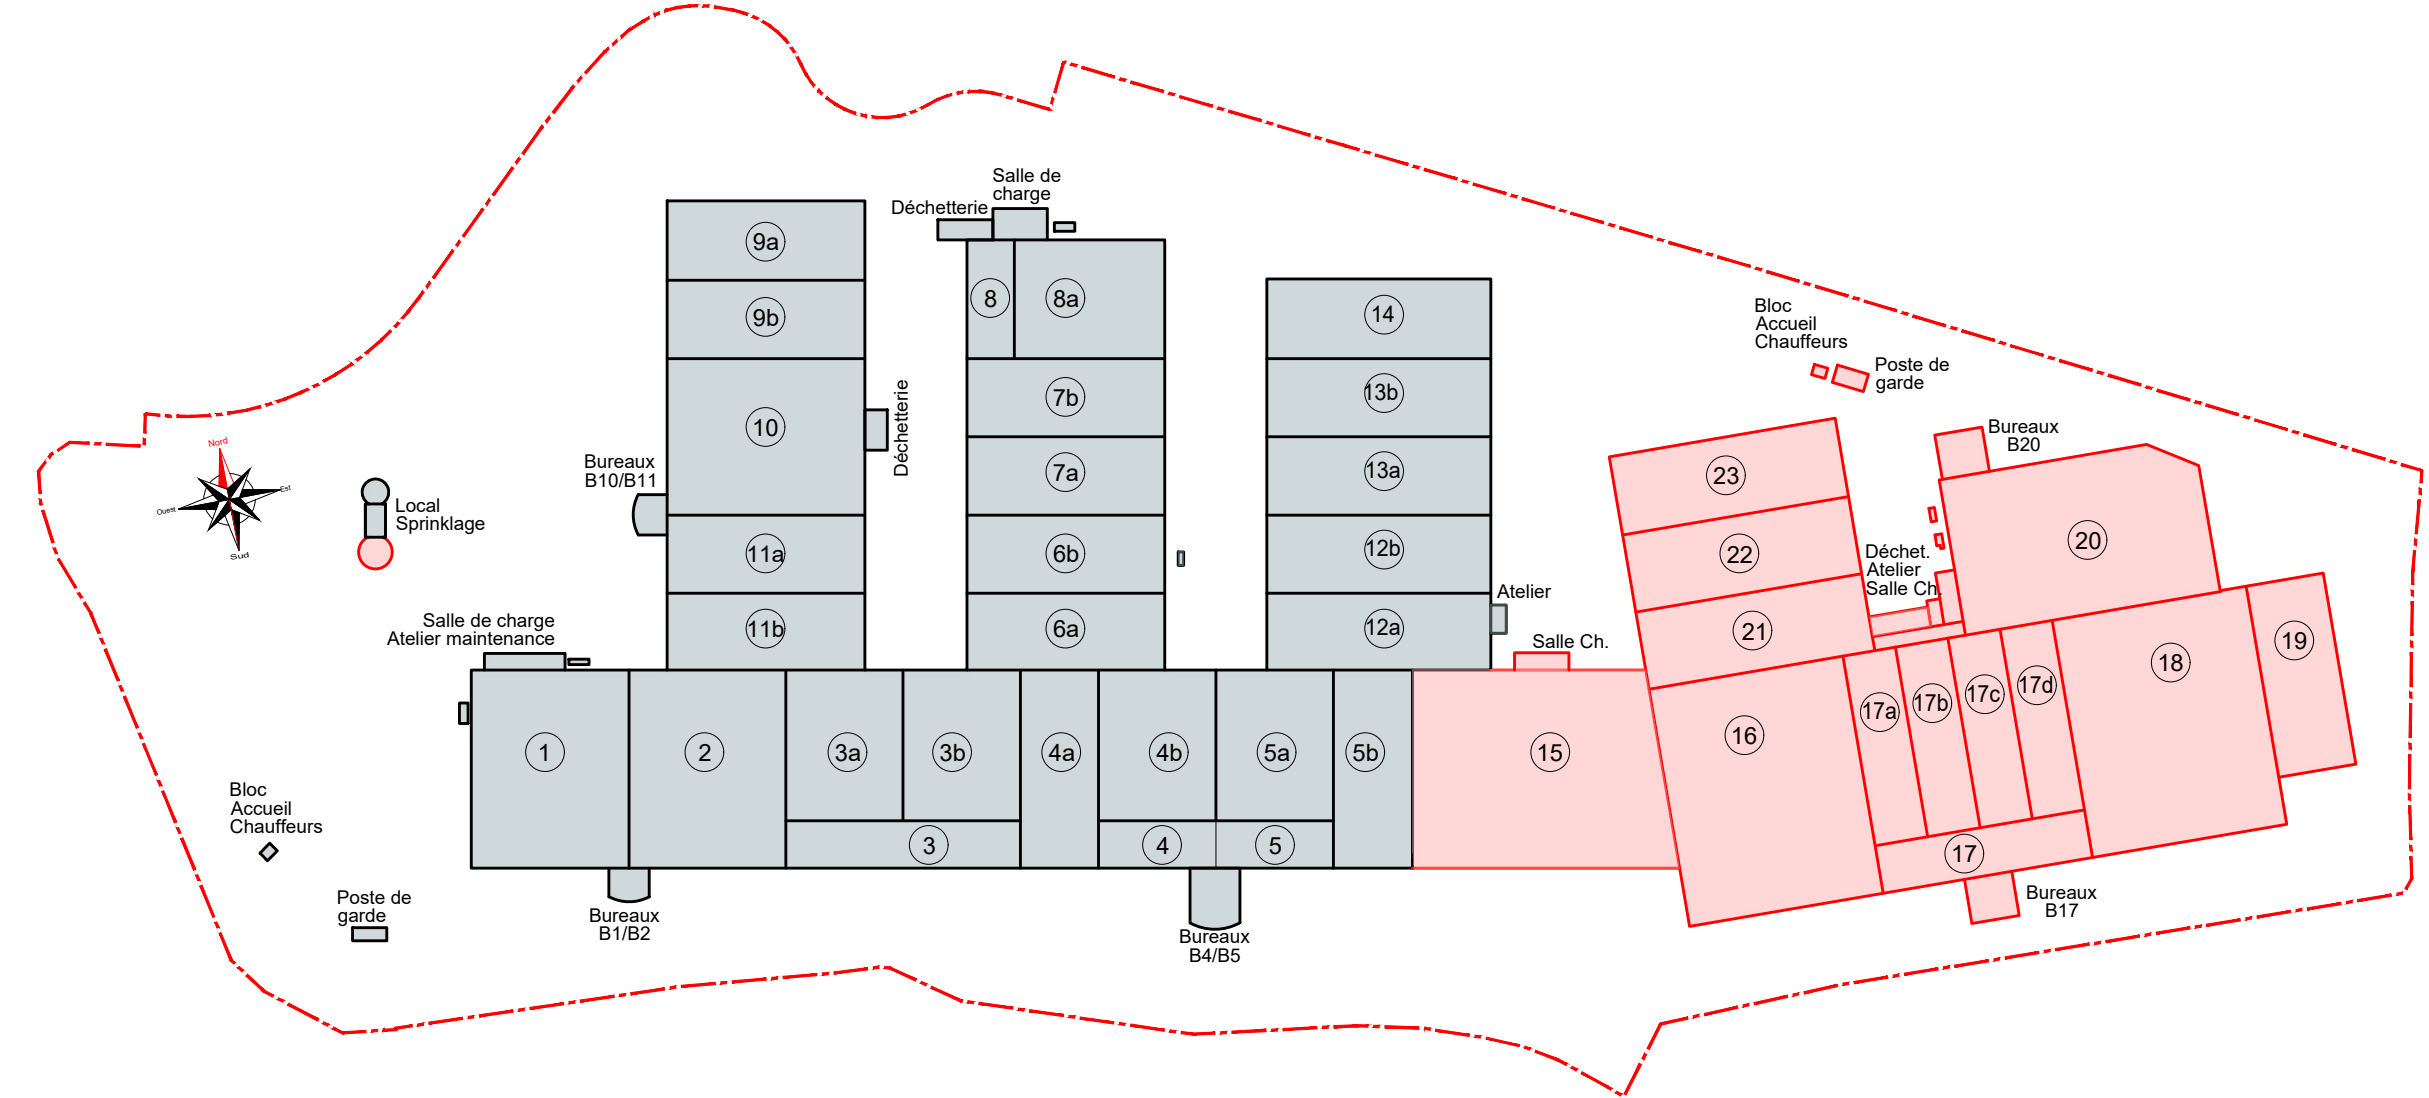 Salle de
charge
Déchetterie
9a
9b
10
11a
11b
Déchetterie
Bureaux
B10/B11
8
8a
7b
7a
6b
6a
14
13b
13a
12b
12a
Atelier
Salle Ch.
Bloc
Accueil
Chauffeurs
Poste de
garde
Bureaux
B20
23
22
21
20
Déchet.
Atelier
Salle Ch.
19
18
17d
17c
17b
17a
16
17
Bureaux
B17
Nord
Est
Ouest
Sud
Local
Sprinklage
Salle de charge
Atelier maintenance
1
2
3a
3b
4a
4b
5a
5b
15
3
4
5
Bloc
Accueil
Chauffeurs
Poste de
garde
Bureaux
B1/B2
Bureaux
B4/B5